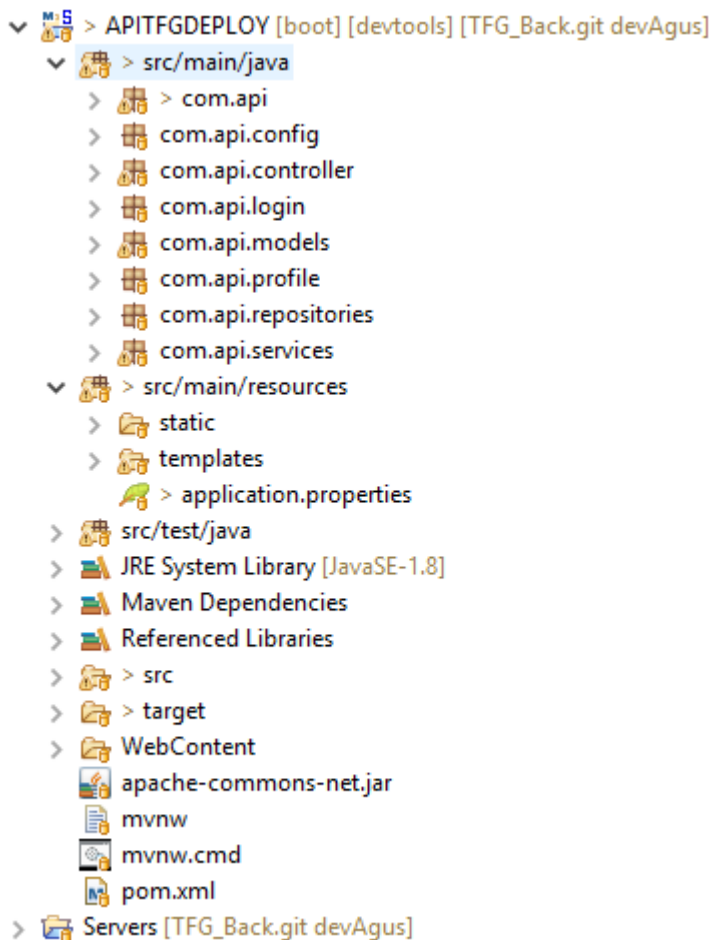 > APITFGDEPLOY [boot] [devtools] [TFG_Back.git devAgus]
> src/main/java
> com.api
com.api.config
com.api.controller
com.api.login
com.api.models
com.api.profile
com.api.repositories
com.api.services
> src/main/resources
static
templates
> application.properties
src/test/java
JRE System Library [JavaSE-1.8]
Maven Dependencies
Referenced Libraries
> src
> target
WebContent
apache-commons-net.jar
mvnw
mvnw.cmd
pom.xml
Servers [TFG_Back.git devAgus]